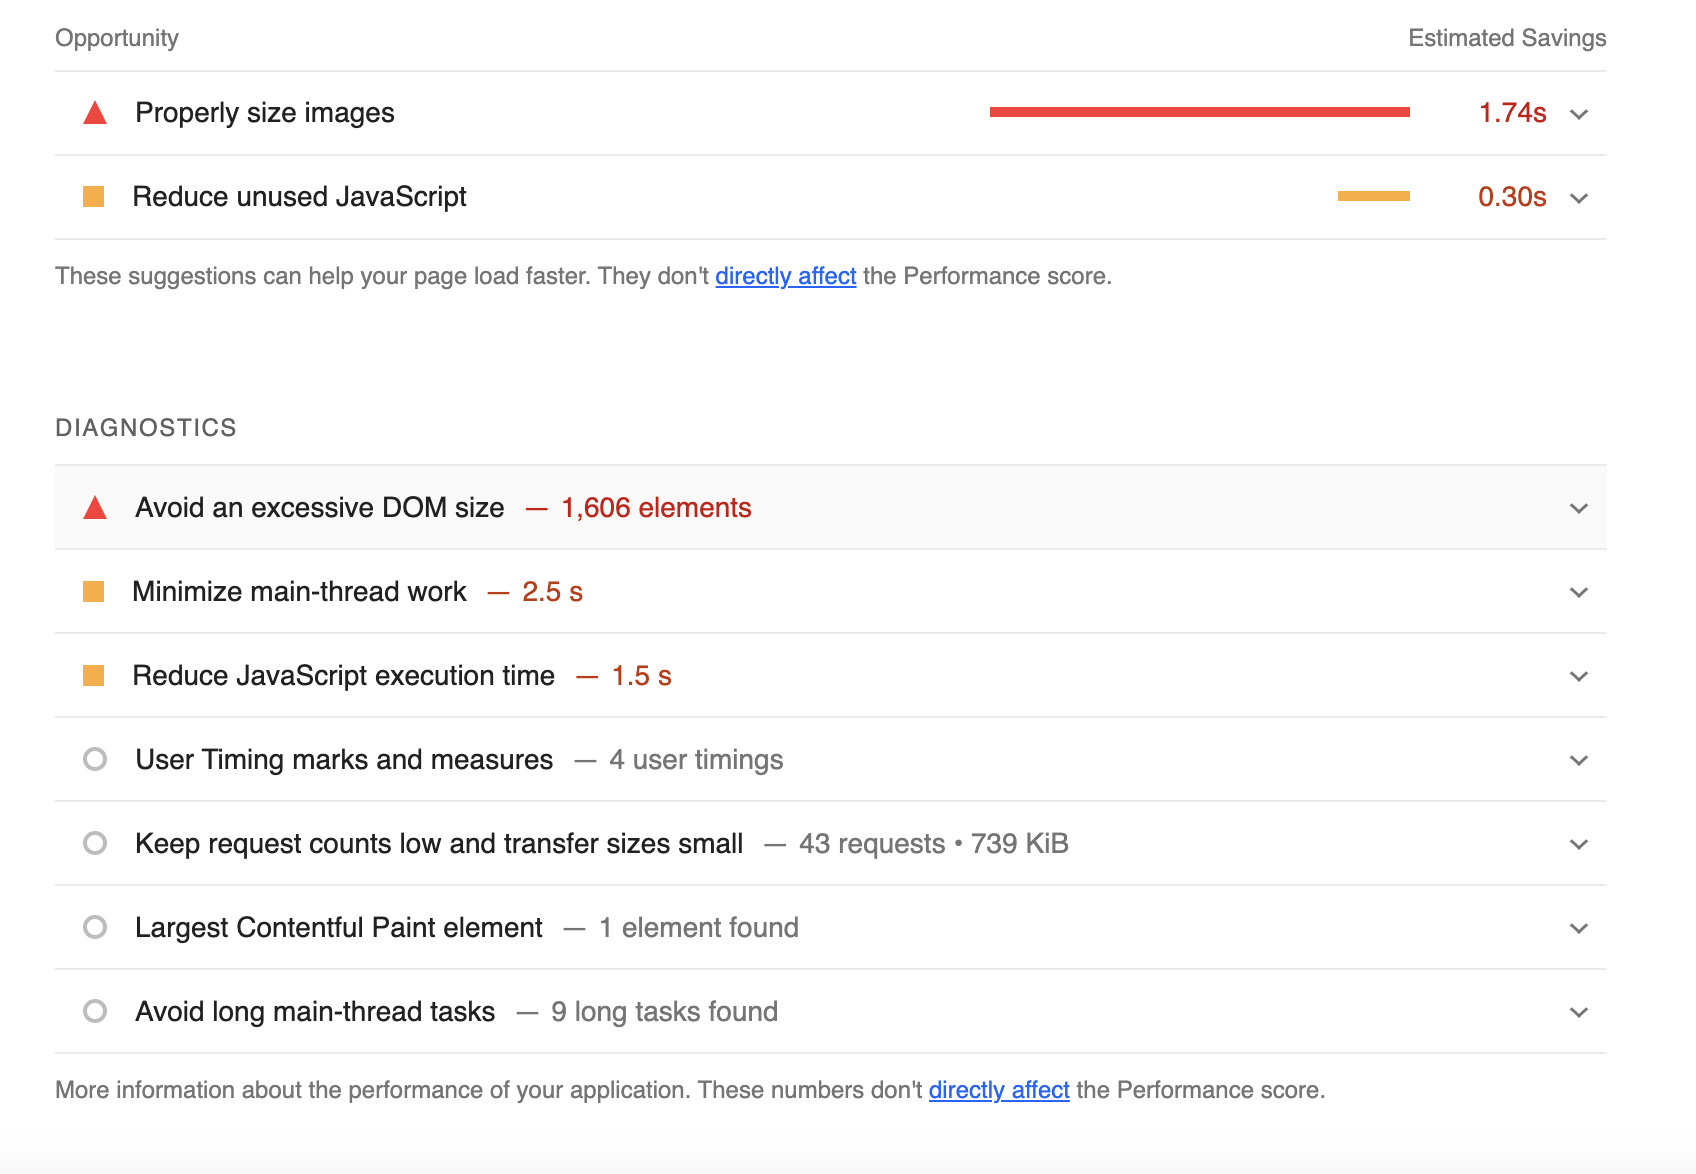 Opportunity Estimated Savings
Properly size images 1.74s
Reduce unused JavaScript 0.30s
These suggestions can help your page load faster. They don't directly affect the Performance score.
DIAGNOSTICS
Avoid an excessive DOM size — 1,606 elements
Minimize main-thread work — 2.5 s
Reduce JavaScript execution time — 1.5 s
User Timing marks and measures — 4 user timings
Keep request counts low and transfer sizes small — 43 requests • 739 KiB
Largest Contentful Paint element — 1 element found
Avoid long main-thread tasks — 9 long tasks found
More information about the performance of your application. These numbers don't directly affect the Performance score.